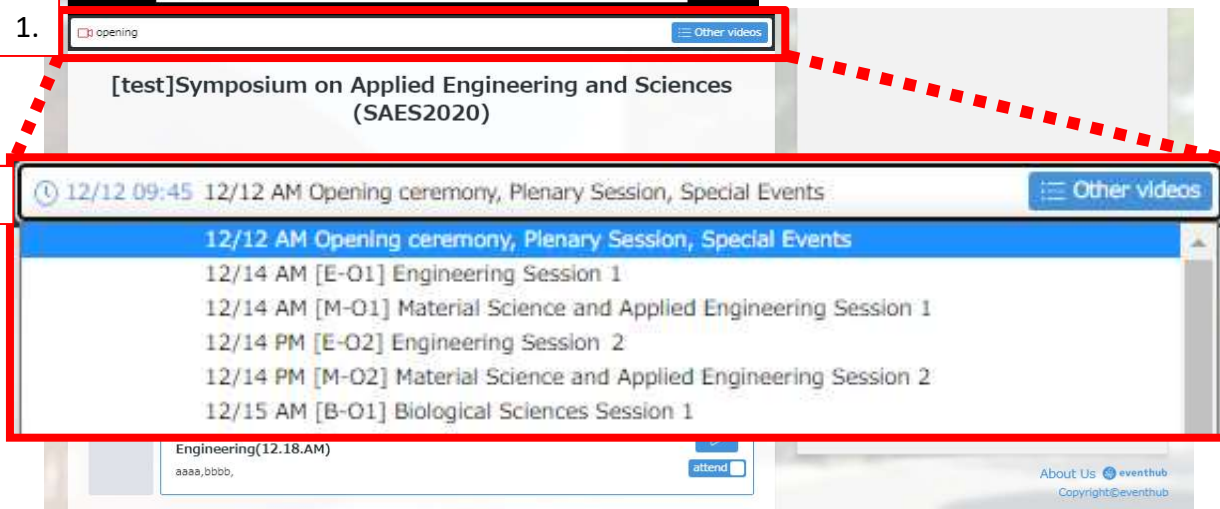 1.
opening
Other videos
[test]Symposium on Applied Engineering and Sciences
(SAES2020)
12/12 09:45 12/12 AM Opening ceremony, Plenary Session, Special Events
Other videos
12/12 AM Opening ceremony, Plenary Session, Special Events
12/14 AM [E-O1] Engineering Session 1
12/14 AM [M-O1] Material Science and Applied Engineering Session 1
12/14 PM [E-O2] Engineering Session 2
12/14 PM [M-O2] Material Science and Applied Engineering Session 2
12/15 AM [B-O1] Biological Sciences Session 1
Engineering(12.18.AM)
aaaa,bbbb,
attend
About Us eventhub
Copyright©eventhub